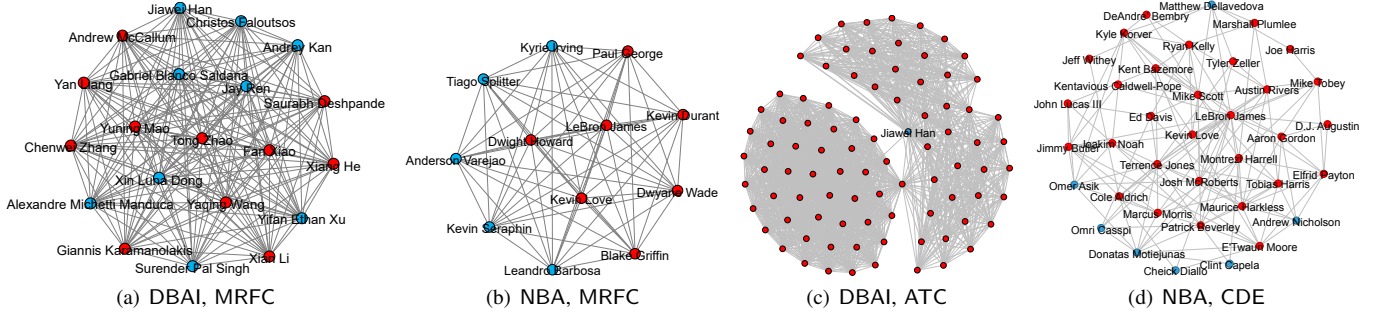 Jiawei Han
Christos Faloutsos
Andrew McCallum
Andrey Kan
Gabriel Blanco Saldana
Yan Liang
Jay Ren
Saurabh Deshpande
Yuning Mao
Tong Zhao
Chenwei Zhang
Fan Xiao
Xiang He
Xin Luna Dong
Alexandre Michetti Manduca
Yaqing Wang
Yifan Ethan Xu
Giannis Karamanolakis
Xian Li
Surender Pal Singh
(a) DBAI, MRFC
Kyrie Irving
Paul George
Tiago Splitter
Kevin Durant
LeBron James
Dwight Howard
Anderson Varejao
Dwyane Wade
Kevin Love
Kevin Seraphin
Blake Griffin
Leandro Barbosa
(b) NBA, MRFC
Jiawei Han
(c) DBAI, ATC
Matthew Dellavedova
DeAndre Bembry
Marshall Plumlee
Kyle Korver
Ryan Kelly
Joe Harris
Jeff Withey
Tyler Zeller
Kent Bazemore
Mike Tobey
Kentavious Caldwell-Pope
Austin Rivers
Mike Scott
John Lucas III
Ed Davis
LeBron James
D.J. Augustin
Kevin Love
Aaron Gordon
Jimmy Butler
Joakim Noah
Montrezl Harrell
Terrence Jones
Elfrid Payton
Omer Asik
Josh McRoberts
Tobias Harris
Cole Aldrich
Maurice Harkless
Marcus Morris
Andrew Nicholson
Omri Casspi
Patrick Beverley
E'Twaun Moore
Donatas Motiejunas
Clint Capela
Cheick Diallo
(d) NBA, CDE